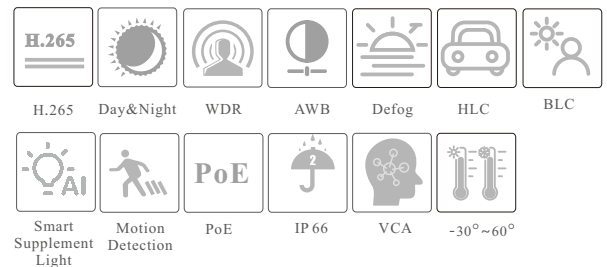 H.265
H.265 Day&Night WDR AWB Defog HLC BLC
AI PoE 2
Smart Supplement Light Motion Detection PoE IP 66 VCA -30°~60°